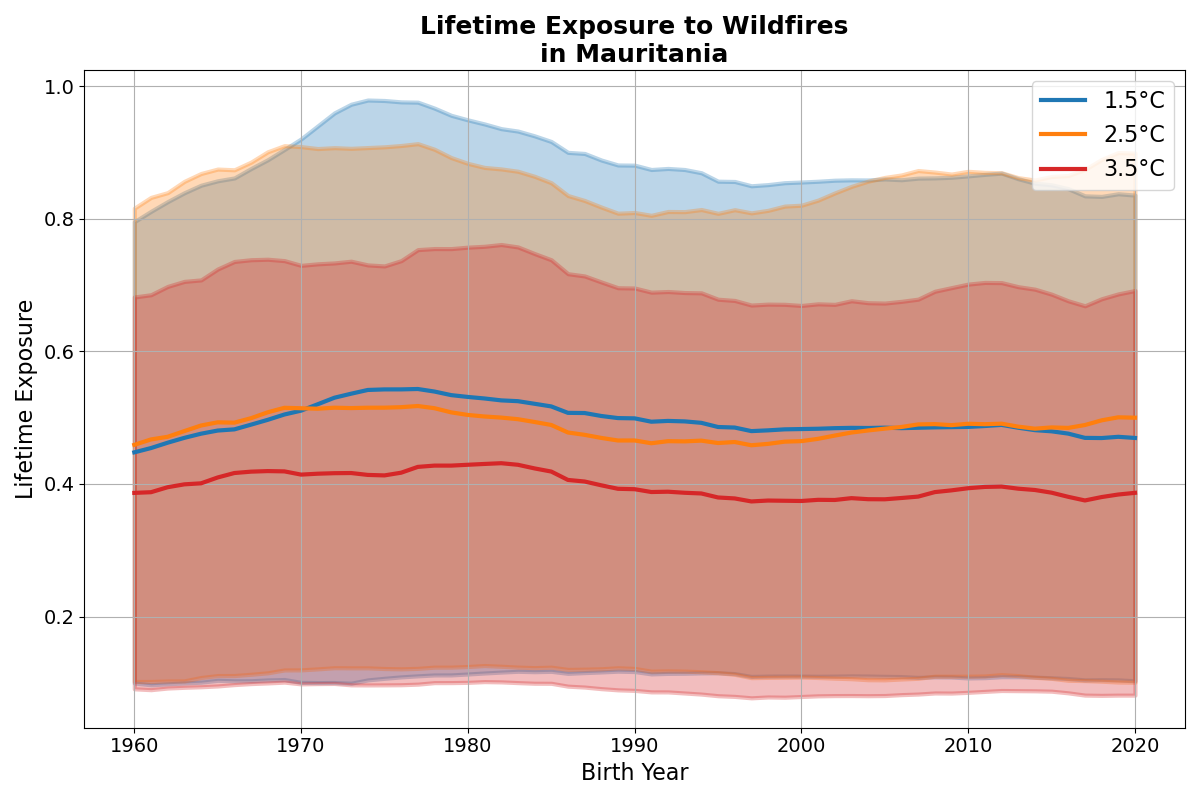 Lifetime Exposure to Wildfires
in Mauritania
1.5°C
2.5°C
3.5°C
Lifetime Exposure
1.0
0.8
0.6
0.4
0.2
1960
1970
1980
1990
2000
2010
2020
Birth Year